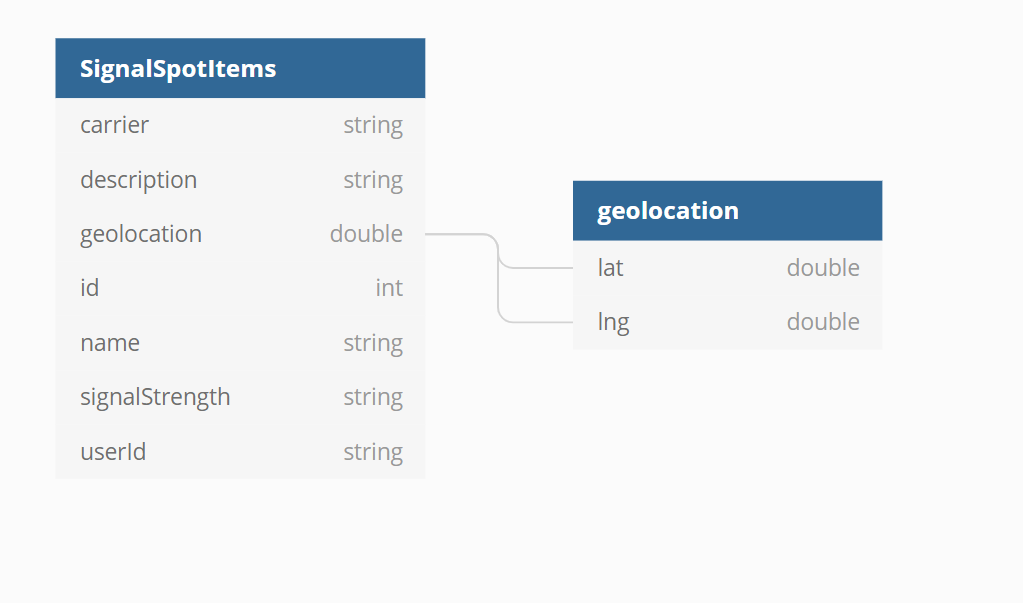 SignalSpotItems
carrier string
description string
geolocation double
id int
name string
signalStrength string
userId string
geolocation
lat double
lng double